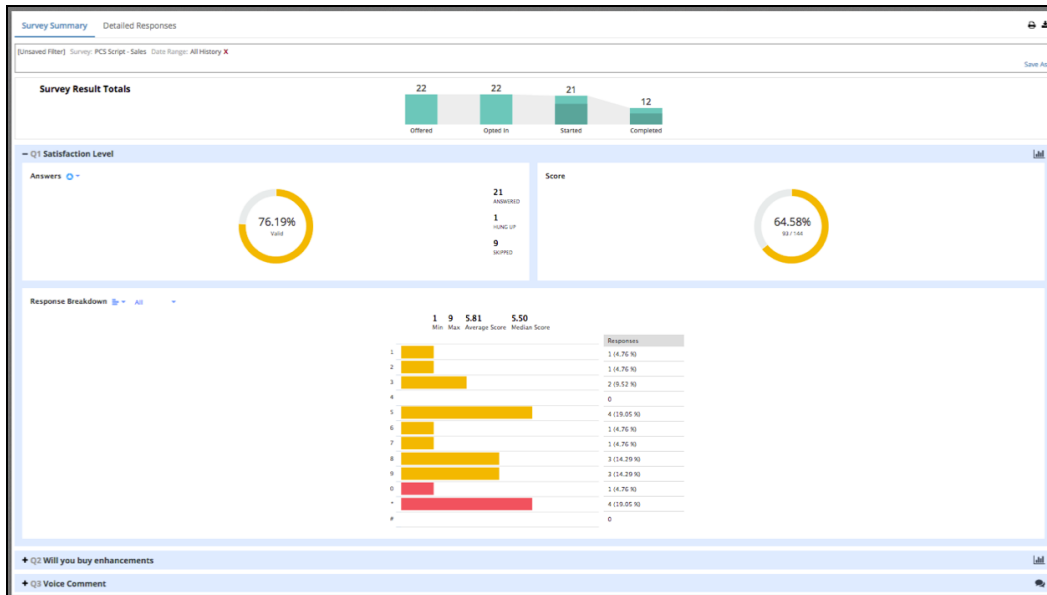 Survey Summary Detailed Responses
[Unsaved Filter] Survey: PCS Script - Sales Date Range: All History X
Save As
Survey Result Totals
22 22 21 12
Offered Opted In Started Completed
− Q1 Satisfaction Level
Answers
76.19%
Valid
21
ANSWERED
1
HUNG UP
9
SKIPPED
Score
64.58%
93 / 144
Response Breakdown All
1 9 5.81 5.50
Min Max Average Score Median Score
Responses
1 1 (4.76 %)
2 1 (4.76 %)
3 2 (9.52 %)
4 0
5 4 (19.05 %)
6 1 (4.76 %)
7 1 (4.76 %)
8 3 (14.29 %)
9 3 (14.29 %)
0 1 (4.76 %)
* 4 (19.05 %)
# 0
+ Q2 Will you buy enhancements
+ Q3 Voice Comment